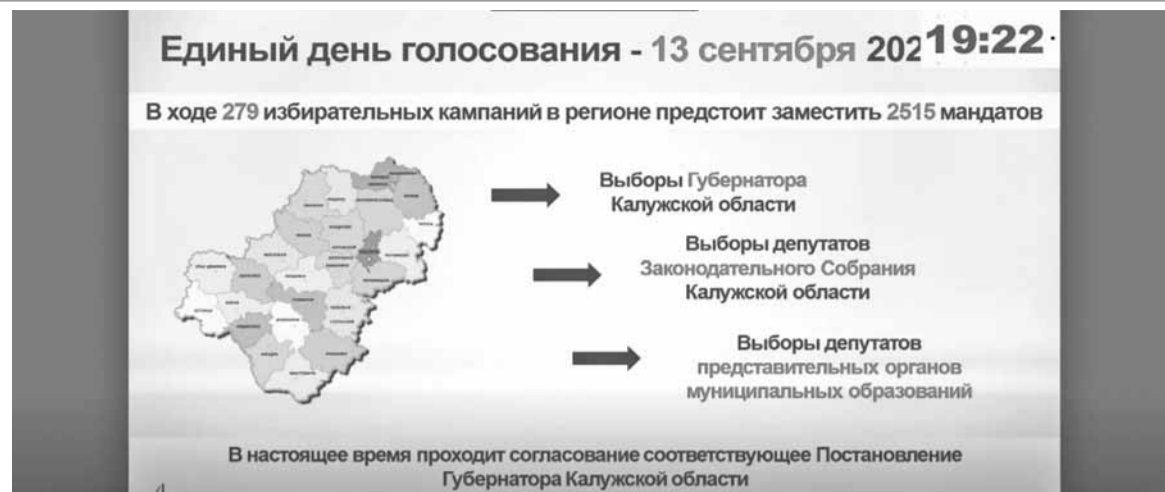 Единый день голосования - 13 сентября 202
19:22
В ходе 279 избирательных кампаний в регионе предстоит заместить 2515 мандатов
Выборы Губернатора
Калужской области
Выборы депутатов
Законодательного Собрания
Калужской области
Выборы депутатов
представительных органов
муниципальных образований
В настоящее время проходит согласование соответствующее Постановление
Губернатора Калужской области